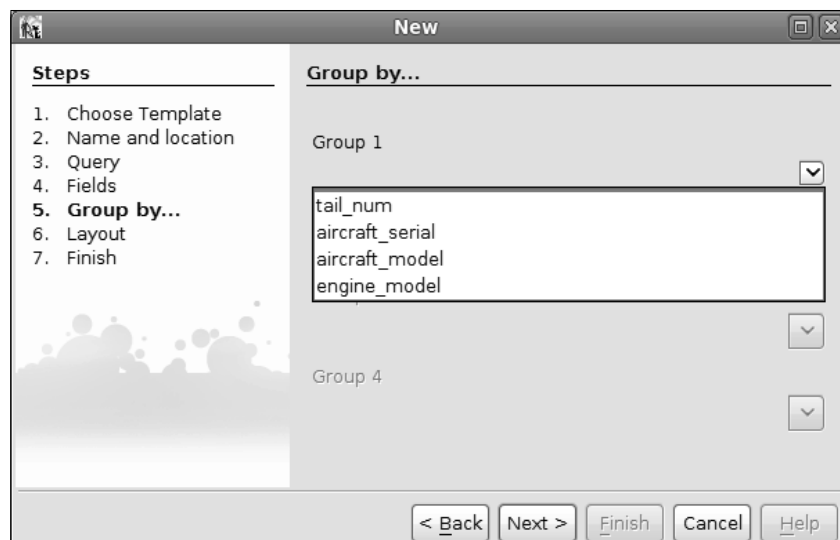 New
Steps
1. Choose Template
2. Name and location
3. Query
4. Fields
5. Group by...
6. Layout
7. Finish
Group by...
Group 1
tail_num
aircraft_serial
aircraft_model
engine_model
Group 4
< Back
Next >
Finish
Cancel
Help